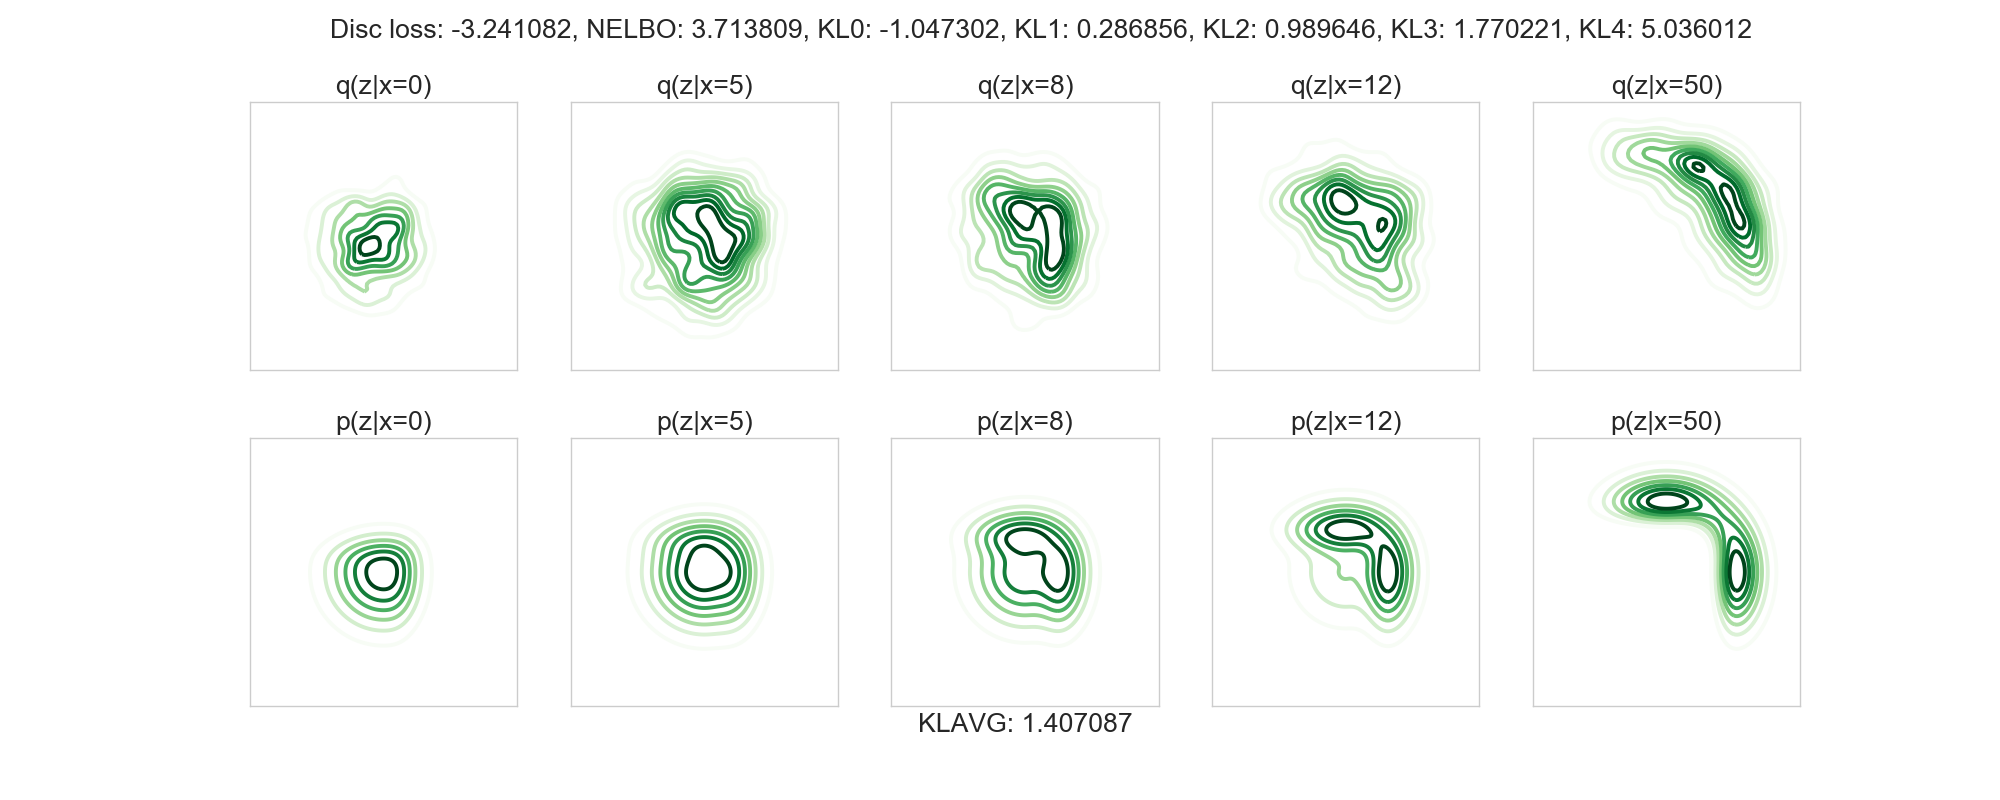 Disc loss: -3.241082, NELBO: 3.713809, KL0: -1.047302, KL1: 0.286856, KL2: 0.989646, KL3: 1.770221, KL4: 5.036012
q(z|x=0) q(z|x=5) q(z|x=8) q(z|x=12) q(z|x=50)
p(z|x=0) p(z|x=5) p(z|x=8) p(z|x=12) p(z|x=50)
KLAVG: 1.407087